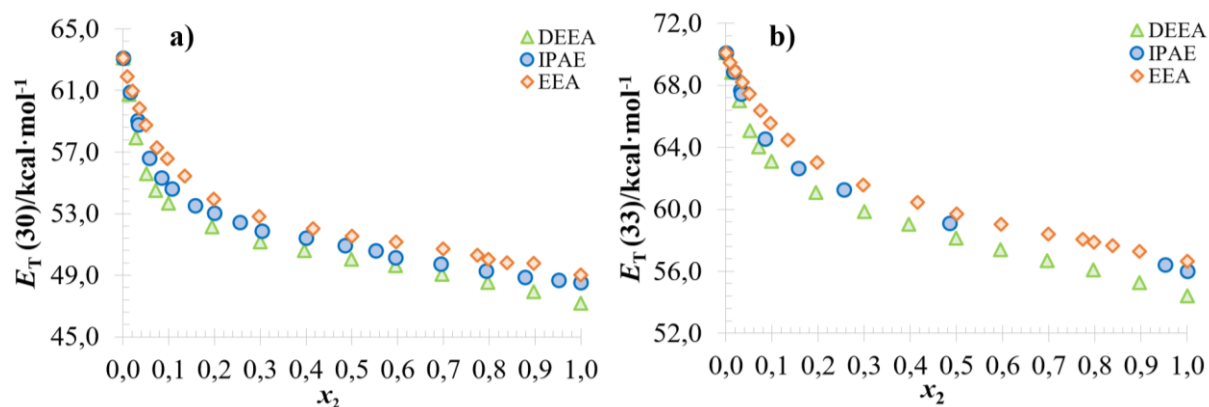 a)
E_T (30)/kcal·mol⁻¹
65,0
61,0
57,0
53,0
49,0
45,0
DEEA
IPAE
EEA
0,0 0,1 0,2 0,3 0,4 0,5 0,6 0,7 0,8 0,9 1,0
x₂
b)
E_T (33)/kcal·mol⁻¹
72,0
68,0
64,0
60,0
56,0
52,0
DEEA
IPAE
EEA
0,0 0,1 0,2 0,3 0,4 0,5 0,6 0,7 0,8 0,9 1,0
x₂